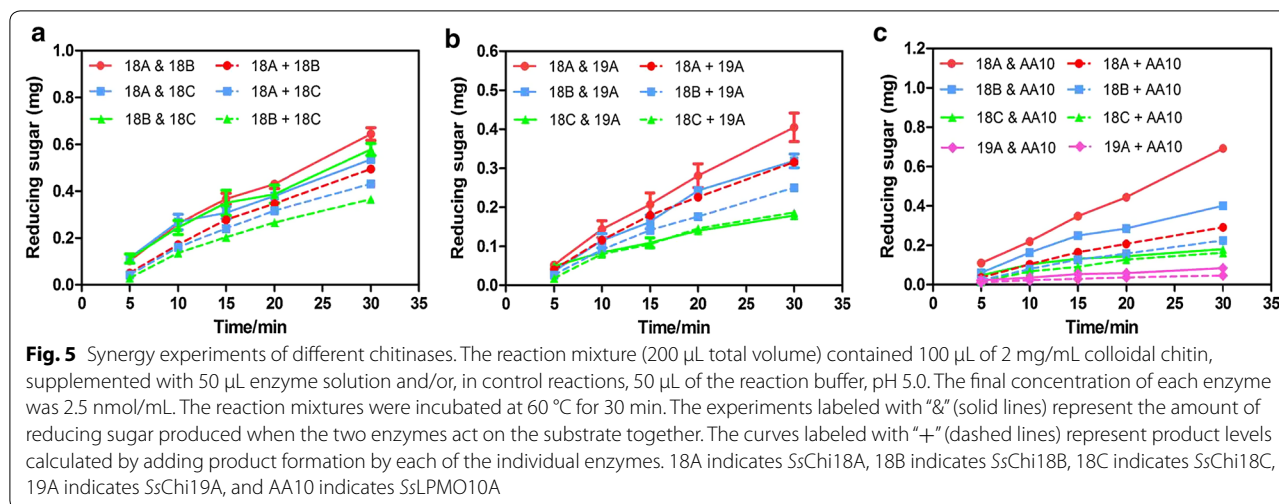 a
1.0
0.8
0.6
0.4
0.2
0.0
Reducing sugar (mg)
18A & 18B
18A + 18B
18A & 18C
18A + 18C
18B & 18C
18B + 18C
0 5 10 15 20 25 30 35
Time/min
b
0.6
0.5
0.4
0.3
0.2
0.1
0.0
Reducing sugar (mg)
18A & 19A
18A + 19A
18B & 19A
18B + 19A
18C & 19A
18C + 19A
0 5 10 15 20 25 30 35
Time/min
c
1.2
1.0
0.8
0.6
0.4
0.2
0.0
Reducing sugar (mg)
18A & AA10
18A + AA10
18B & AA10
18B + AA10
18C & AA10
18C + AA10
19A & AA10
19A + AA10
0 5 10 15 20 25 30 35
Time/min
Fig. 5 Synergy experiments of different chitinases. The reaction mixture (200 µL total volume) contained 100 µL of 2 mg/mL colloidal chitin,
supplemented with 50 µL enzyme solution and/or, in control reactions, 50 µL of the reaction buffer, pH 5.0. The final concentration of each enzyme
was 2.5 nmol/mL. The reaction mixtures were incubated at 60 °C for 30 min. The experiments labeled with “&” (solid lines) represent the amount of
reducing sugar produced when the two enzymes act on the substrate together. The curves labeled with “+” (dashed lines) represent product levels
calculated by adding product formation by each of the individual enzymes. 18A indicates SsChi18A, 18B indicates SsChi18B, 18C indicates SsChi18C,
19A indicates SsChi19A, and AA10 indicates SsLPMO10A